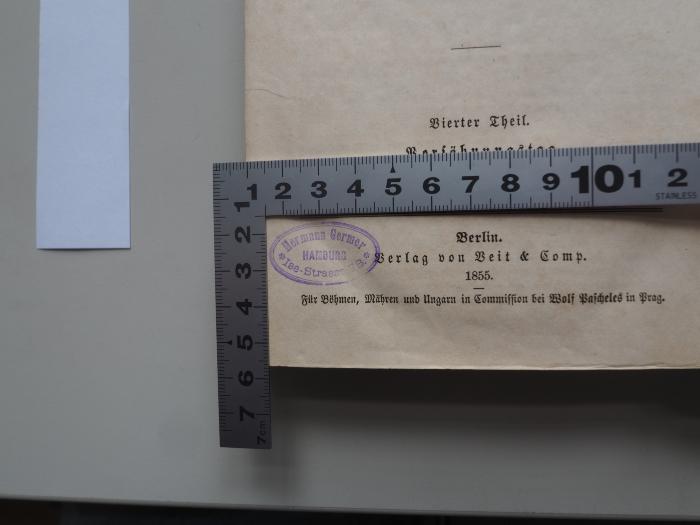 Vierter Theil.
1 2 3 4 5 6 7 8 9 10 1 2
STAINLESS
1
2
3
4
5
6
7
7cm
Hermann Germer
HAMBURG
Berlin.
Verlag von Veit & Comp.
1855.
Für Böhmen, Mähren und Ungarn in Commission bei Wolf Pascheles in Prag.